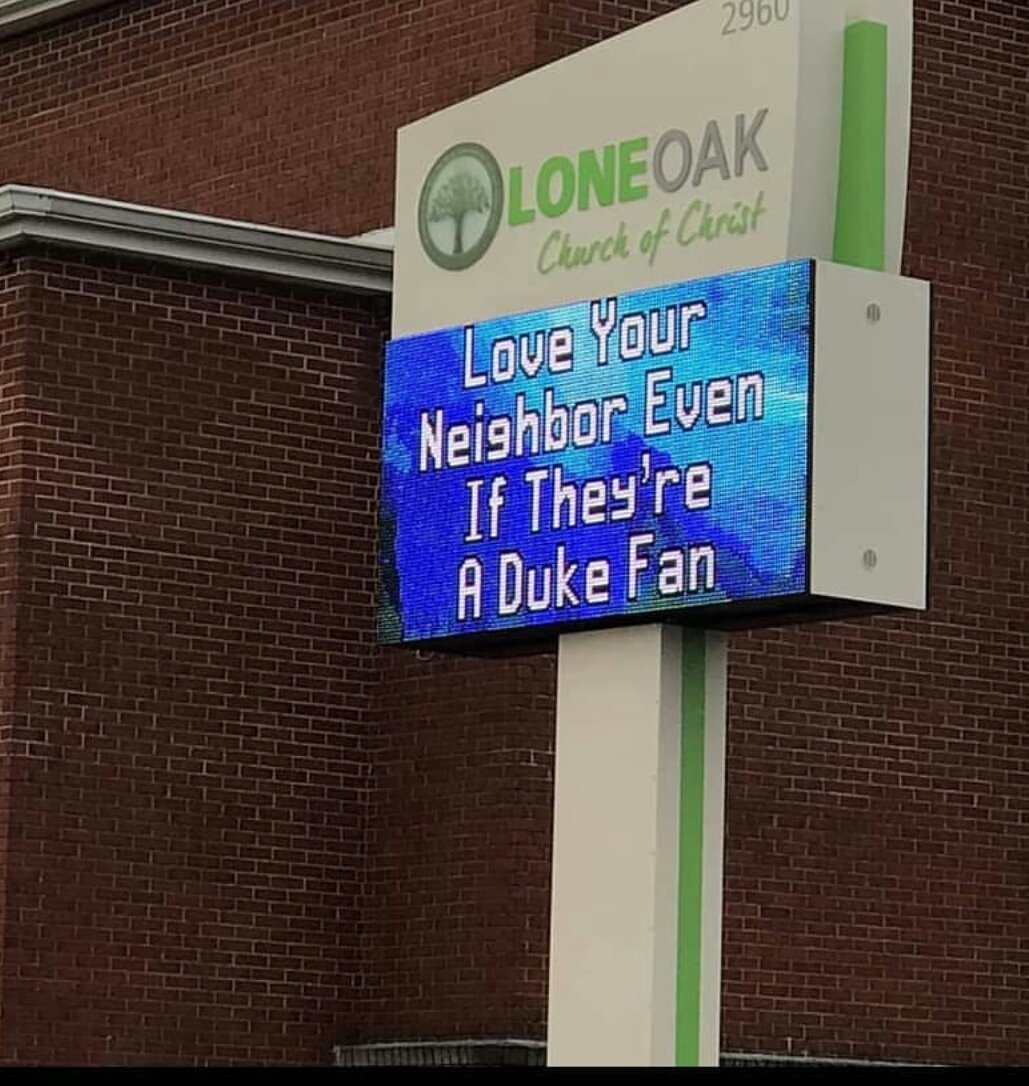 2960
LONEOAK
Church of Christ
Love Your
Neighbor Even
If They're
A Duke Fan